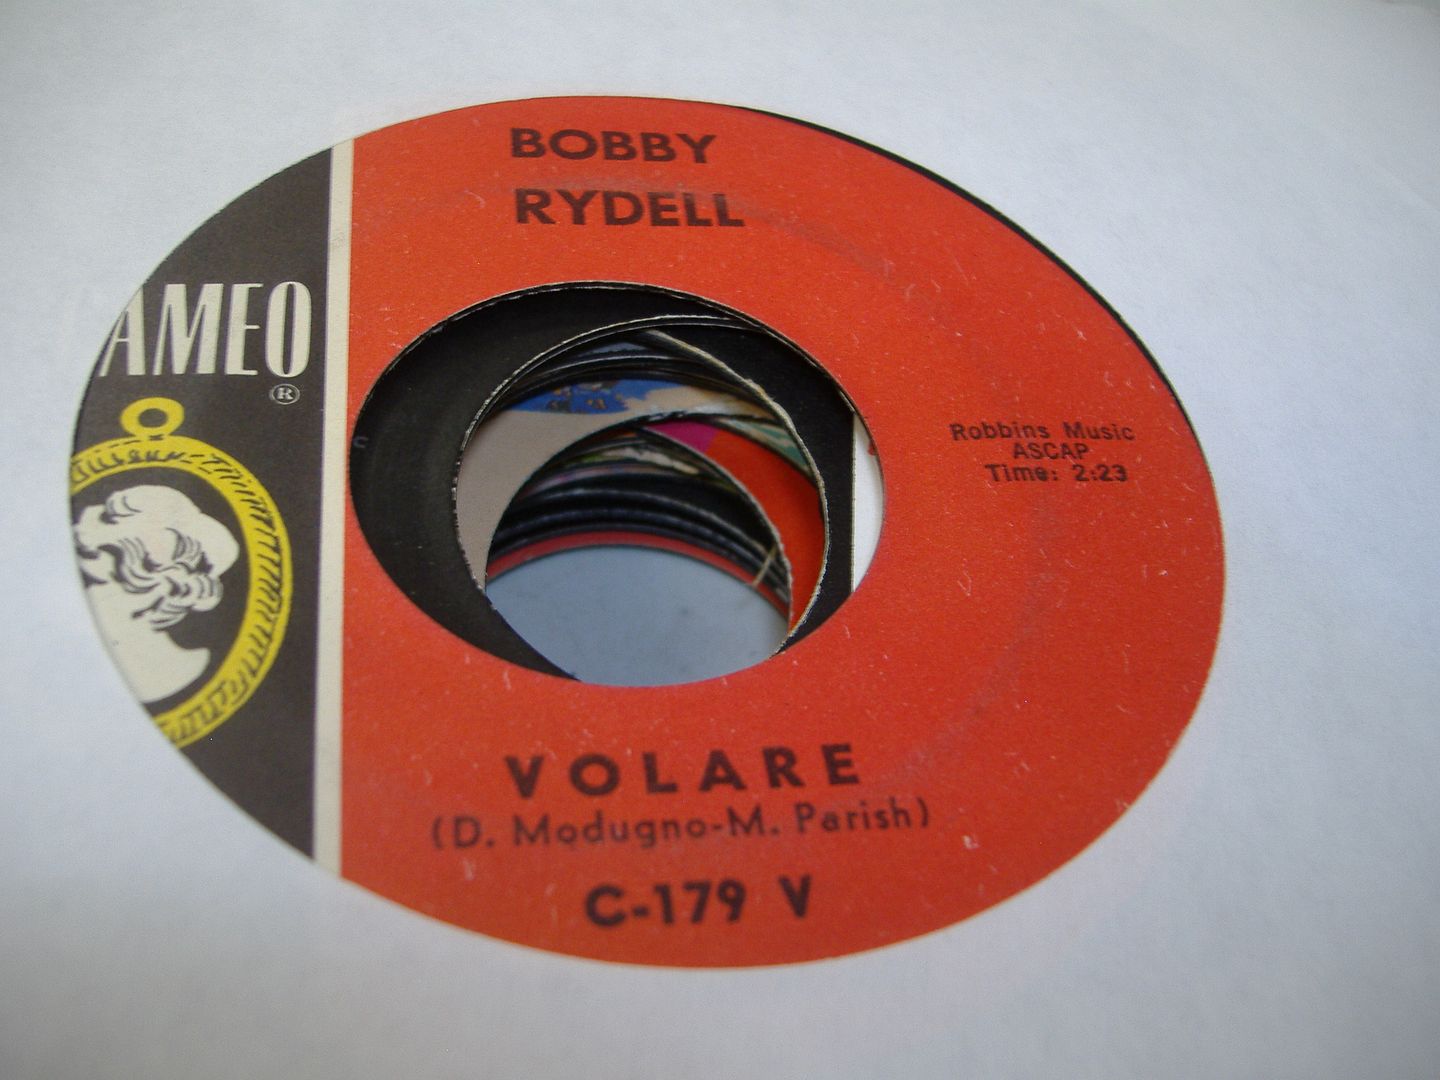 BOBBY
RYDELL
AMEO
®
Robbins Music
ASCAP
Time: 2:23
VOLARE
(D. Modugno-M. Parish)
C-179 V